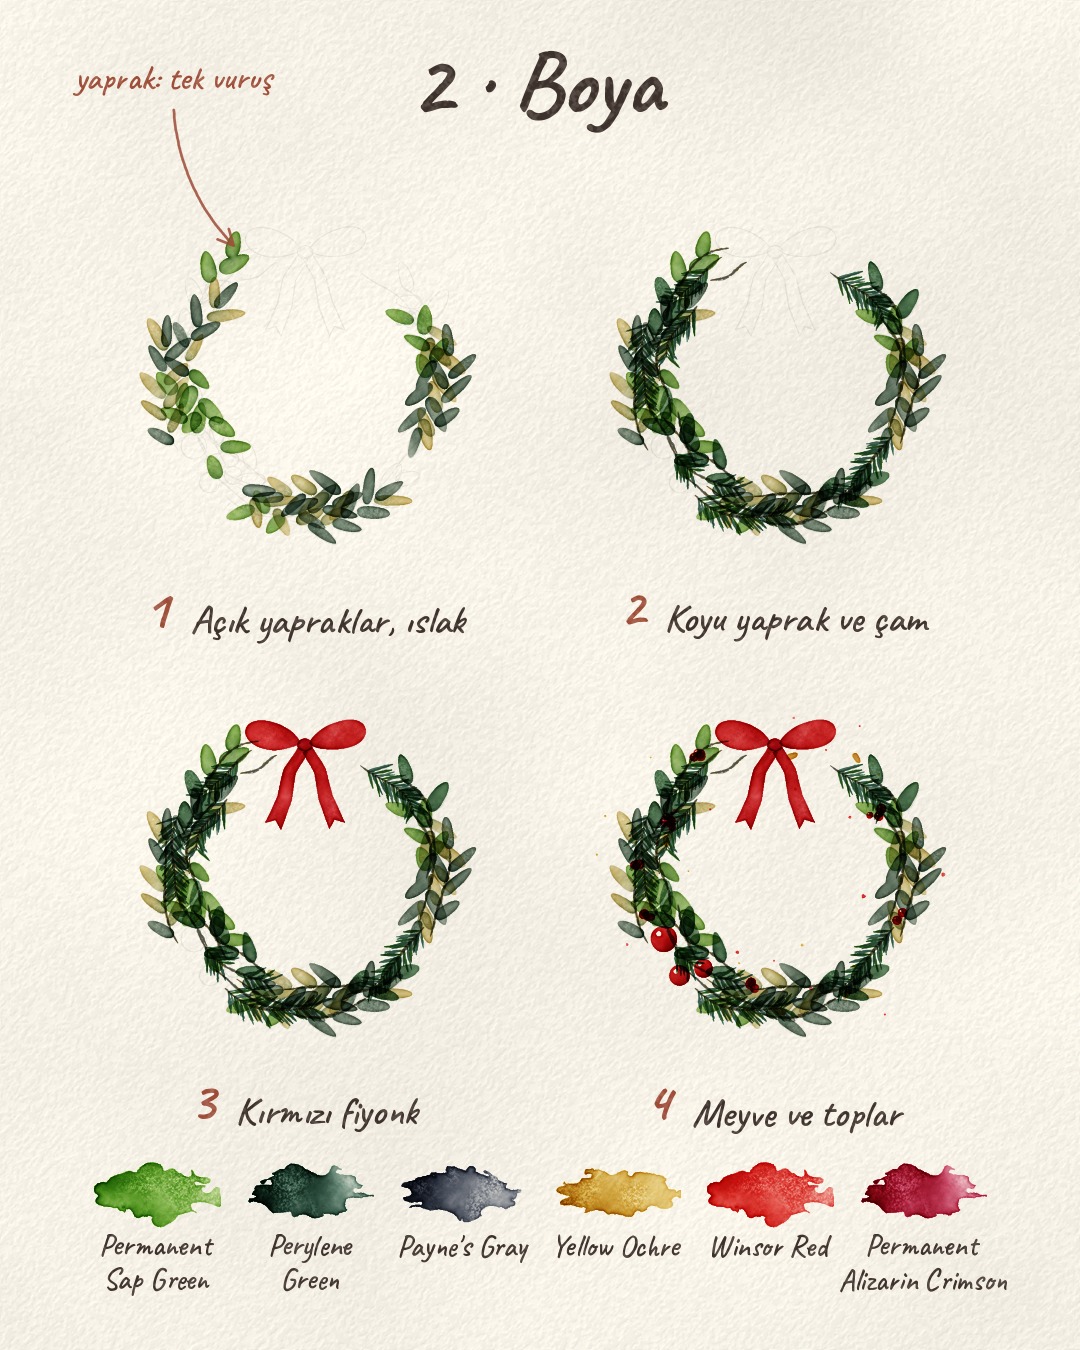 yaprak: tek vuruş
2 · Boya
1 Açık yapraklar, ıslak
2 Koyu yaprak ve çam
3 Kırmızı fiyonk
4 Meyve ve toplar
Permanent
Sap Green
Perylene
Green
Payne's Gray
Yellow Ochre
Winsor Red
Permanent
Alizarin Crimson